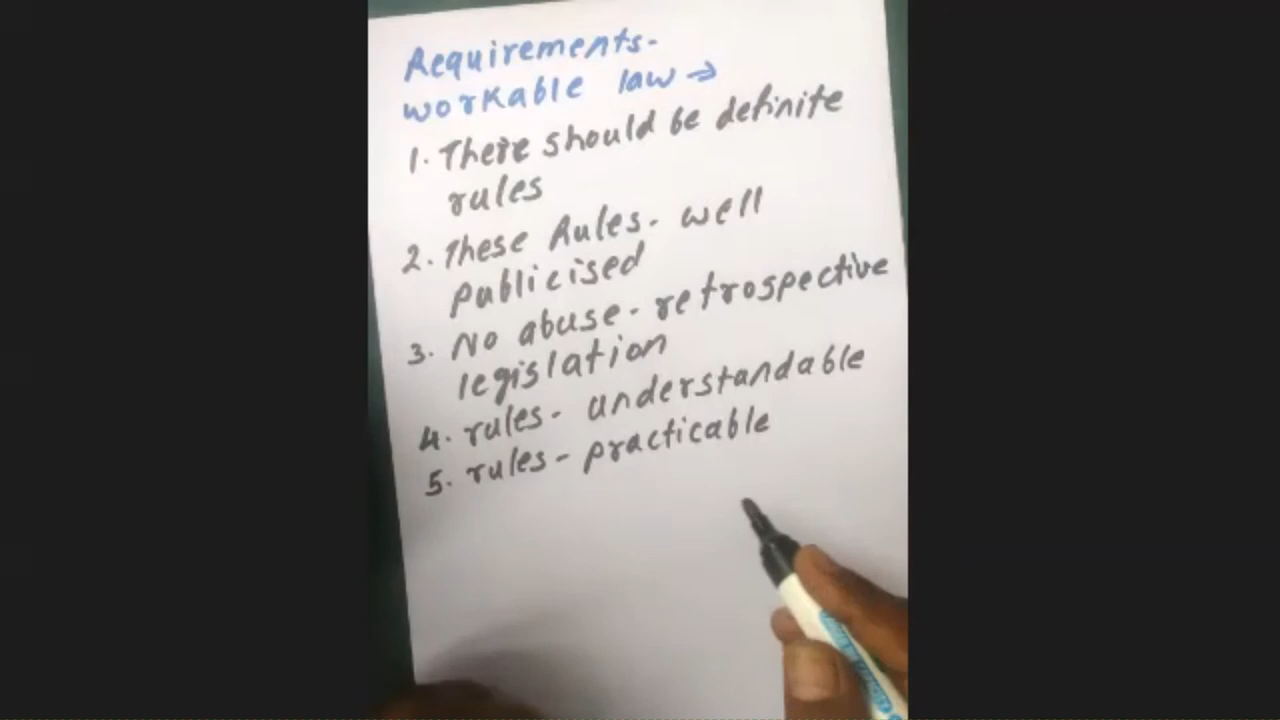 Requirements-
workable law →
1. There should be definite
rules
2. These Rules- well
publicised
3. No abuse- retrospective
legislation
4. rules- understandable
5. rules- practicable